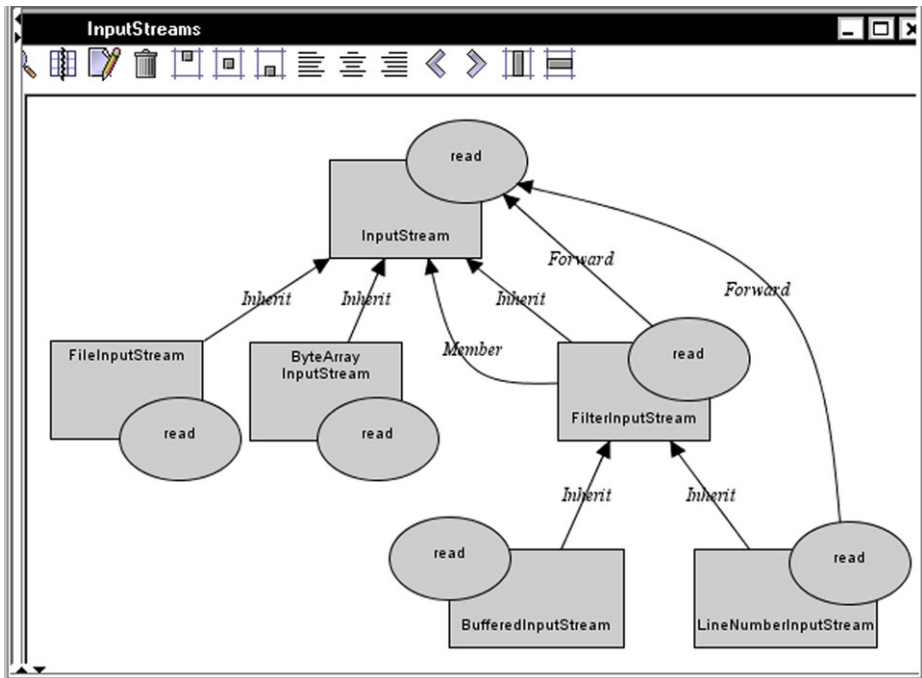 InputStreams
read
InputStream
Forward
Inherit
Inherit
Inherit
Forward
Member
FileInputStream
ByteArray
InputStream
read
FilterInputStream
read
read
Inherit
Inherit
read
read
BufferedInputStream
LineNumberInputStream